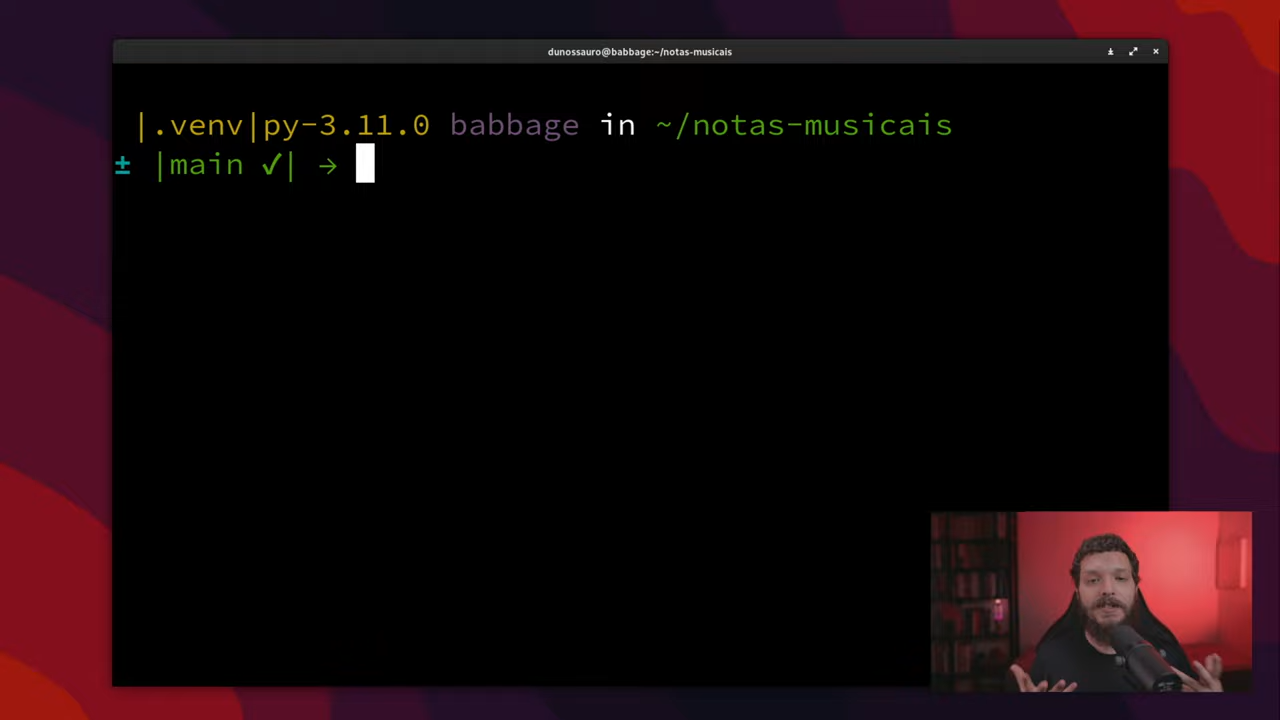 dunossauro@babbage:~/notas-musicais
|.venv|py-3.11.0 babbage in ~/notas-musicais
± |main ✓| →